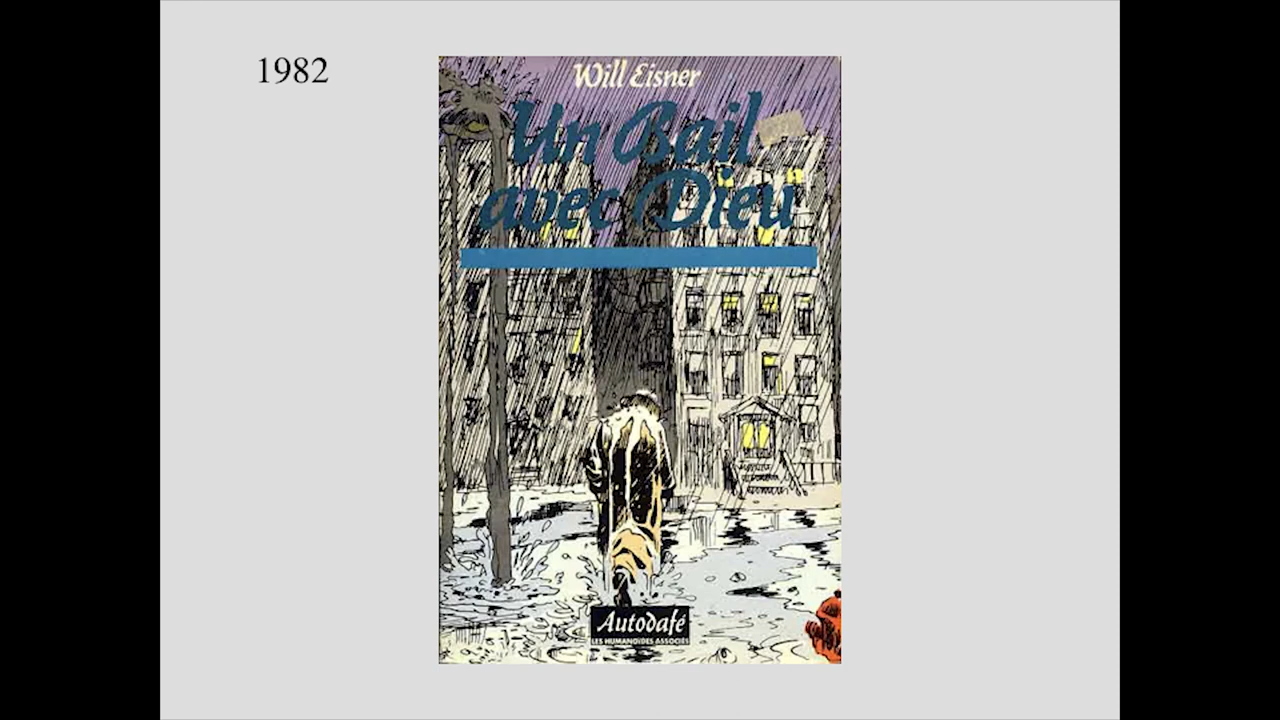 1982
Will Eisner
Un Bail
avec Dieu
Autodafé
LES HUMANOÏDES ASSOCIÉS